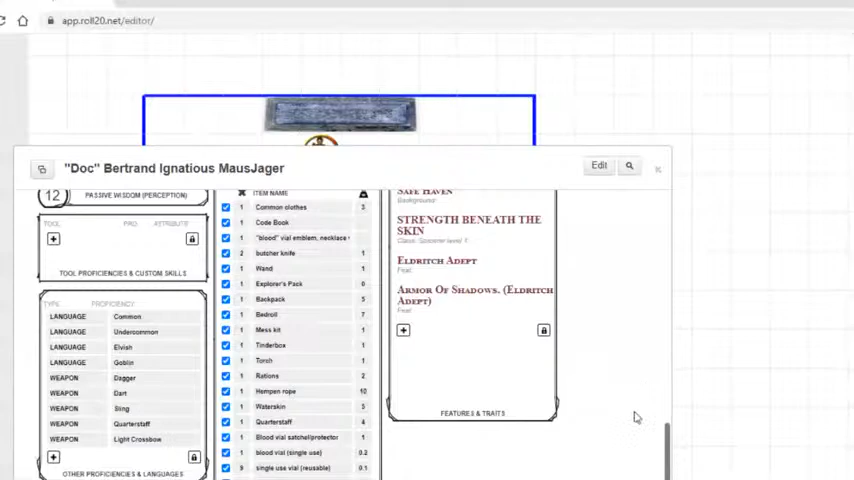 app.roll20.net/editor/
"Doc" Bertrand Ignatious MausJager
Edit
12 PASSIVE WISDOM (PERCEPTION)
TOOL PRO. ATTRIBUTE
TOOL PROFICIENCIES & CUSTOM SKILLS
TYPE PROFICIENCY
LANGUAGE Common
LANGUAGE Undercommon
LANGUAGE Elvish
LANGUAGE Goblin
WEAPON Dagger
WEAPON Dart
WEAPON Sling
WEAPON Quarterstaff
WEAPON Light Crossbow
OTHER PROFICIENCIES & LANGUAGES
ITEM NAME
1 Common clothes 3
1 Code Book
1 "blood" vial emblem, necklace
2 butcher knife 1
1 Wand 1
1 Explorer's Pack 0
1 Backpack 5
1 Bedroll 7
1 Mess kit 1
1 Tinderbox 1
1 Torch 1
1 Rations 2
1 Hempen rope 10
1 Waterskin 5
1 Quarterstaff 4
1 Blood vial satchel/protector 1
1 blood vial (single use) 0.2
9 single use vial (reusable) 0.1
SAFE HAVEN
Background:
STRENGTH BENEATH THE
SKIN
Class: Sorcerer level 1
ELDRITCH ADEPT
Feat:
ARMOR OF SHADOWS. (ELDRITCH
ADEPT)
Feat:
FEATURES & TRAITS